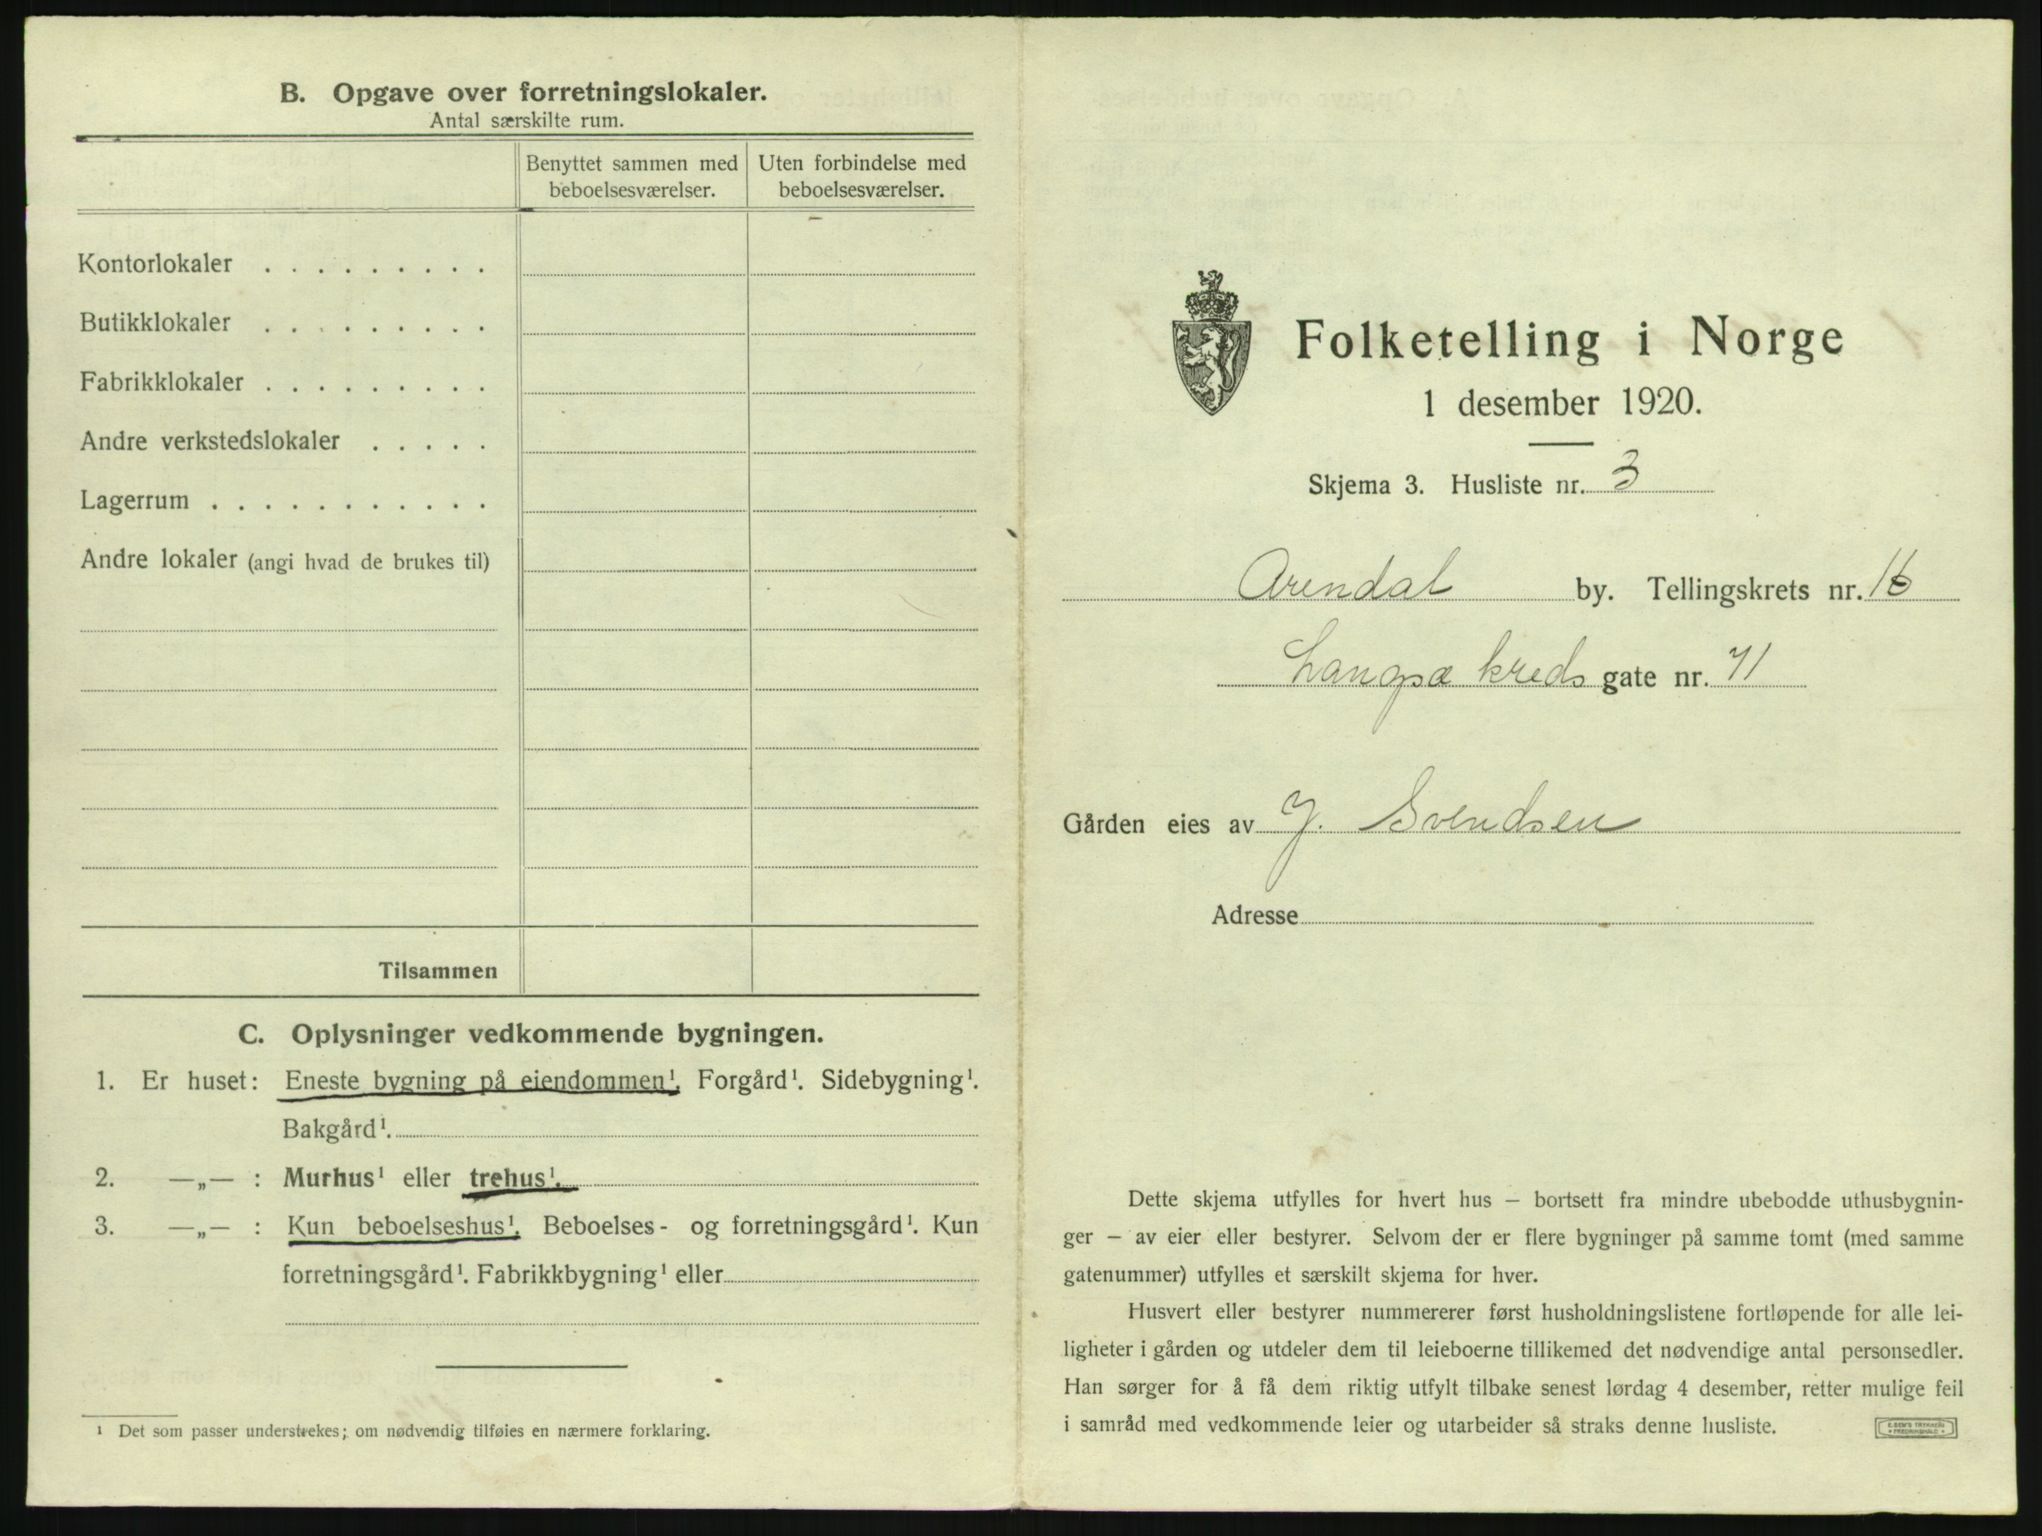 B. Opgave over forretningslokaler.
Antal særskilte rum.
Benyttet sammen med beboelsesværelser.
Uten forbindelse med beboelsesværelser.
Kontorlokaler . . . . . . . . .
Butikklokaler . . . . . . . . .
Fabrikklokaler . . . . . . . . .
Andre verkstedslokaler . . . . .
Lagerrum . . . . . . . . . . .
Andre lokaler (angi hvad de brukes til)
Tilsammen
C. Oplysninger vedkommende bygningen.
1. Er huset: Eneste bygning på eiendommen¹. Forgård¹. Sidebygning¹.
Bakgård¹.
2. —„— : Murhus¹ eller trehus¹.
3. —„— : Kun beboelseshus¹. Beboelses- og forretningsgård¹. Kun
forretningsgård¹. Fabrikkbygning¹ eller
¹ Det som passer understrekes; om nødvendig tilføies en nærmere forklaring.
Folketelling i Norge
1 desember 1920.
Skjema 3. Husliste nr. 3
Arendal by. Tellingskrets nr. 16
Langsæ kreds gate nr. 71
Gården eies av J. Svendsen
Adresse
Dette skjema utfylles for hvert hus – bortsett fra mindre ubebodde uthusbygnin-
ger – av eier eller bestyrer. Selvom der er flere bygninger på samme tomt (med samme
gatenummer) utfylles et særskilt skjema for hver.
Husvert eller bestyrer nummererer først husholdningslistene fortløpende for alle lei-
ligheter i gården og utdeler dem til leieboerne tillikemed det nødvendige antal personsedler.
Han sørger for å få dem riktig utfylt tilbake senest lørdag 4 desember, retter mulige feil
i samråd med vedkommende leier og utarbeider så straks denne husliste.